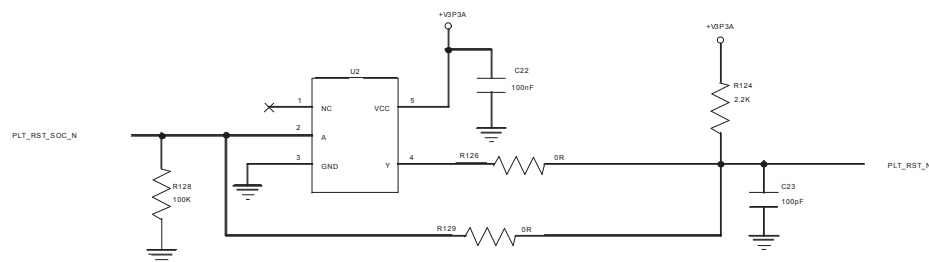 +V3P3A
+V3P3A
U2
C22
100nF
R124
2.2K
1
NC
VCC
5
PLT_RST_SOC_N
2
A
3
GND
Y
4
R126
0R
PLT_RST_N
R128
100K
C23
100pF
R129
0R